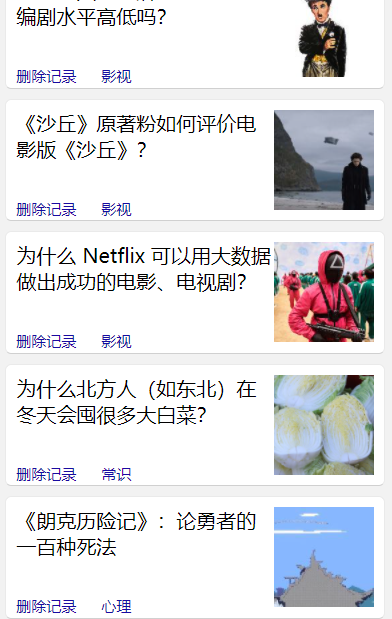 编剧水平高低吗?
删除记录 影视
《沙丘》原著粉如何评价电
影版《沙丘》?
删除记录 影视
为什么 Netflix 可以用大数据
做出成功的电影、电视剧?
删除记录 影视
为什么北方人（如东北）在
冬天会囤很多大白菜?
删除记录 常识
《朗克历险记》：论勇者的
一百种死法
删除记录 心理